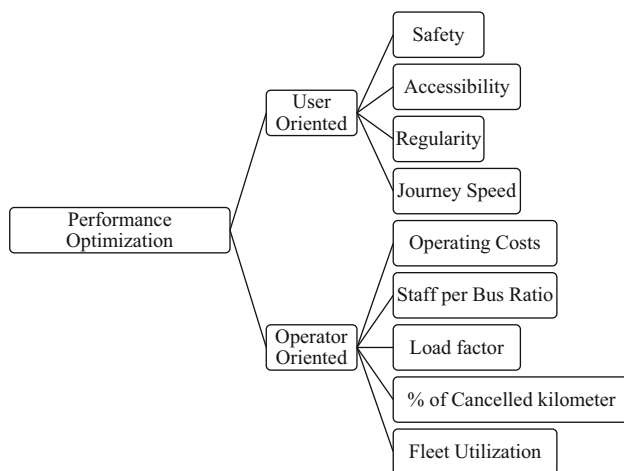 Performance
Optimization
User
Oriented
Safety
Accessibility
Regularity
Journey Speed
Operator
Oriented
Operating Costs
Staff per Bus Ratio
Load factor
% of Cancelled kilometer
Fleet Utilization